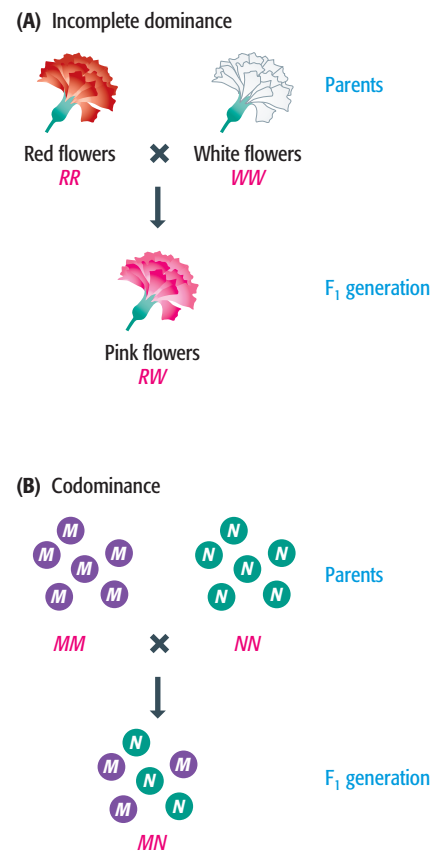 (A) Incomplete dominance
Parents
Red flowers × White flowers
RR WW
F₁ generation
Pink flowers
RW
(B) Codominance
M N
M M N N
M N
M M N N
Parents
MM × NN
N
M M
N
M N
F₁ generation
MN